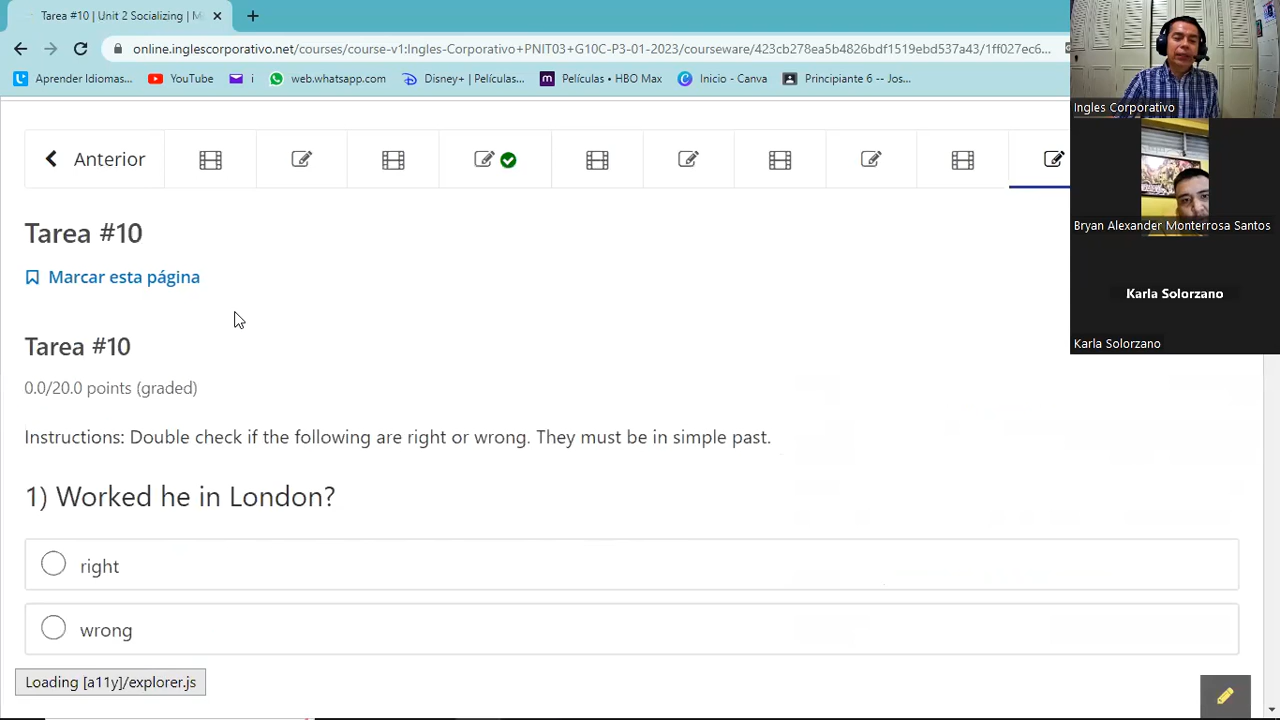 Tarea #10 | Unit 2 Socializing | M
online.inglescorporativo.net/courses/course-v1:Ingles-Corporativo+PNIT03+G10C-P3-01-2023/courseware/423cb278ea5b4826bdf1519ebd537a43/1ff027ec6...
Aprender Idiomas...
YouTube
i
web.whatsapp.com
Disney+ | Películas...
Películas • HBO Max
Inicio - Canva
Principiante 6 -- Jos...
Ingles Corporativo
Anterior
Bryan Alexander Monterrosa Santos
Tarea #10
Marcar esta página
Karla Solorzano
Karla Solorzano
Tarea #10
0.0/20.0 points (graded)
Instructions: Double check if the following are right or wrong. They must be in simple past.
1) Worked he in London?
right
wrong
Loading [a11y]/explorer.js